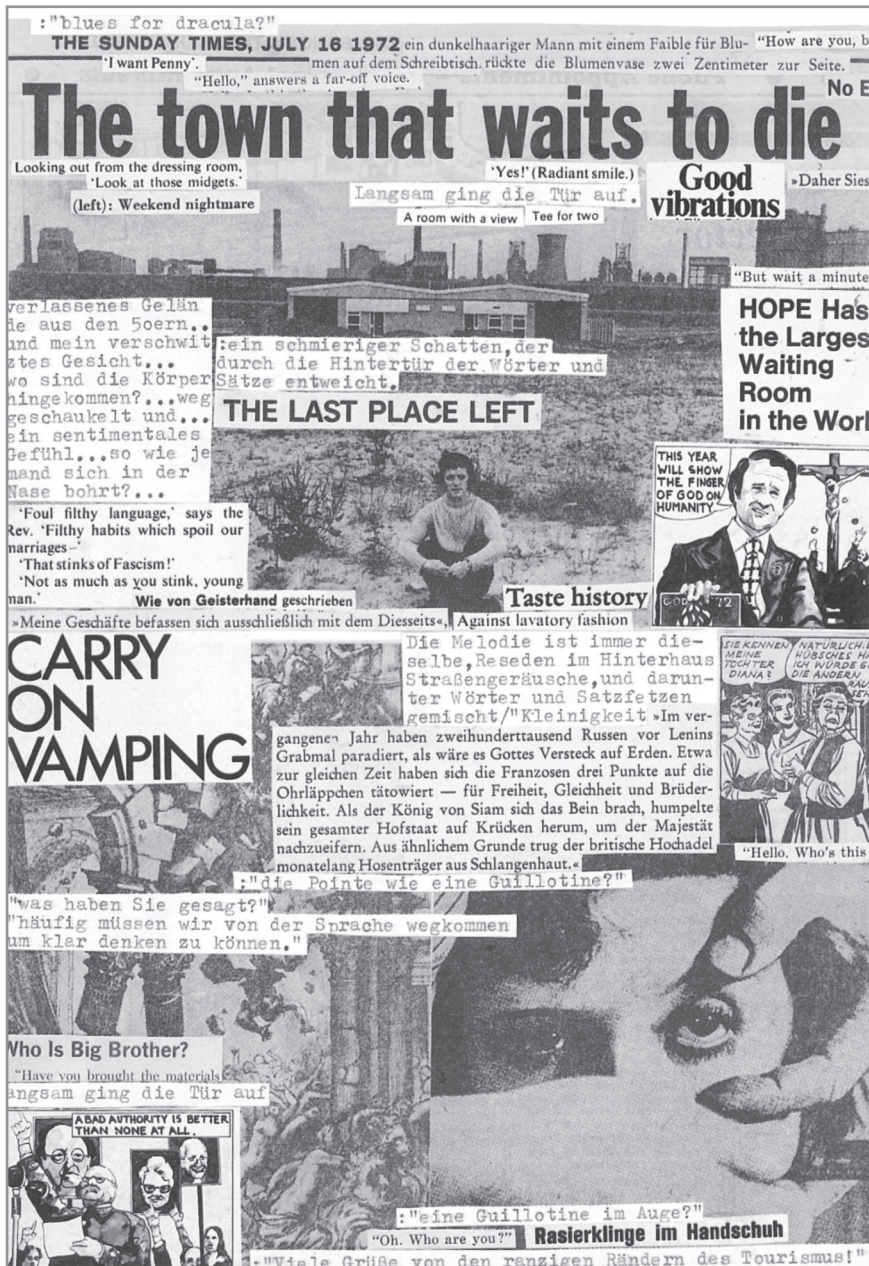 :"blues for dracula?"
THE SUNDAY TIMES, JULY 16 1972 ein dunkelhaariger Mann mit einem Faible für Blu-
"How are you, b
'I want Penny'.
men auf dem Schreibtisch rückte die Blumenvase zwei Zentimeter zur Seite.
"Hello," answers a far-off voice.
No E
The town that waits to die
Looking out from the dressing room,
'Look at those midgets.'
(left): Weekend nightmare
'Yes!' (Radiant smile.)
Langsam ging die Tür auf.
A room with a view
Tee for two
Good
vibrations
»Daher Sies
"But wait a minute
HOPE Has
the Larges
Waiting
Room
in the Worl
verlassenes Gelän
de aus den 50ern..
und mein verschwit
ztes Gesicht...
wo sind die Körper
hingekommen?...weg
geschaukelt und...
ein sentimentales
Gefühl...so wie je
mand sich in der
Nase bohrt?...
:ein schmieriger Schatten,der
durch die Hintertür der Wörter und
Sätze entweicht.
THE LAST PLACE LEFT
THIS YEAR
WILL SHOW
THE FINGER
OF GOD ON
HUMANITY
GOD 72
'Foul filthy language,' says the
Rev. 'Filthy habits which spoil our
marriages–'
'That stinks of Fascism!'
'Not as much as you stink, young
man.'
Wie von Geisterhand geschrieben
Taste history
»Meine Geschäfte befassen sich ausschließlich mit dem Diesseits«,
Against lavatory fashion
CARRY
ON
VAMPING
Die Melodie ist immer die-
selbe,Reseden im Hinterhaus
Straßengeräusche,und darun-
ter Wörter und Satzfetzen
gemischt/"Kleinigkeit
»Im ver-
gangenen Jahr haben zweihunderttausend Russen vor Lenins
Grabmal paradiert, als wäre es Gottes Versteck auf Erden. Etwa
zur gleichen Zeit haben sich die Franzosen drei Punkte auf die
Ohrläppchen tätowiert — für Freiheit, Gleichheit und Brüder-
lichkeit. Als der König von Siam sich das Bein brach, humpelte
sein gesamter Hofstaat auf Krücken herum, um der Majestät
nachzueifern. Aus ähnlichem Grunde trug der britische Hochadel
monatelang Hosenträger aus Schlangenhaut.«
SIE KENNEN
MEINE
TOCHTER
DIANA?
NATÜRLICH.
HÜBSCHES
ICH WÜRDE
DIE ANDERN
"Hello. Who's this
:"die Pointe wie eine Guillotine?"
"was haben Sie gesagt?"
"häufig müssen wir von der Sprache wegkommen
um klar denken zu können."
Who Is Big Brother?
"Have you brought the materials
angsam ging die Tür auf
A BAD AUTHORITY IS BETTER
THAN NONE AT ALL.
:"eine Guillotine im Auge?"
"Oh. Who are you?"
Rasierklinge im Handschuh
:"Viele Grüße von den ranzigen Rändern des Tourismus!"